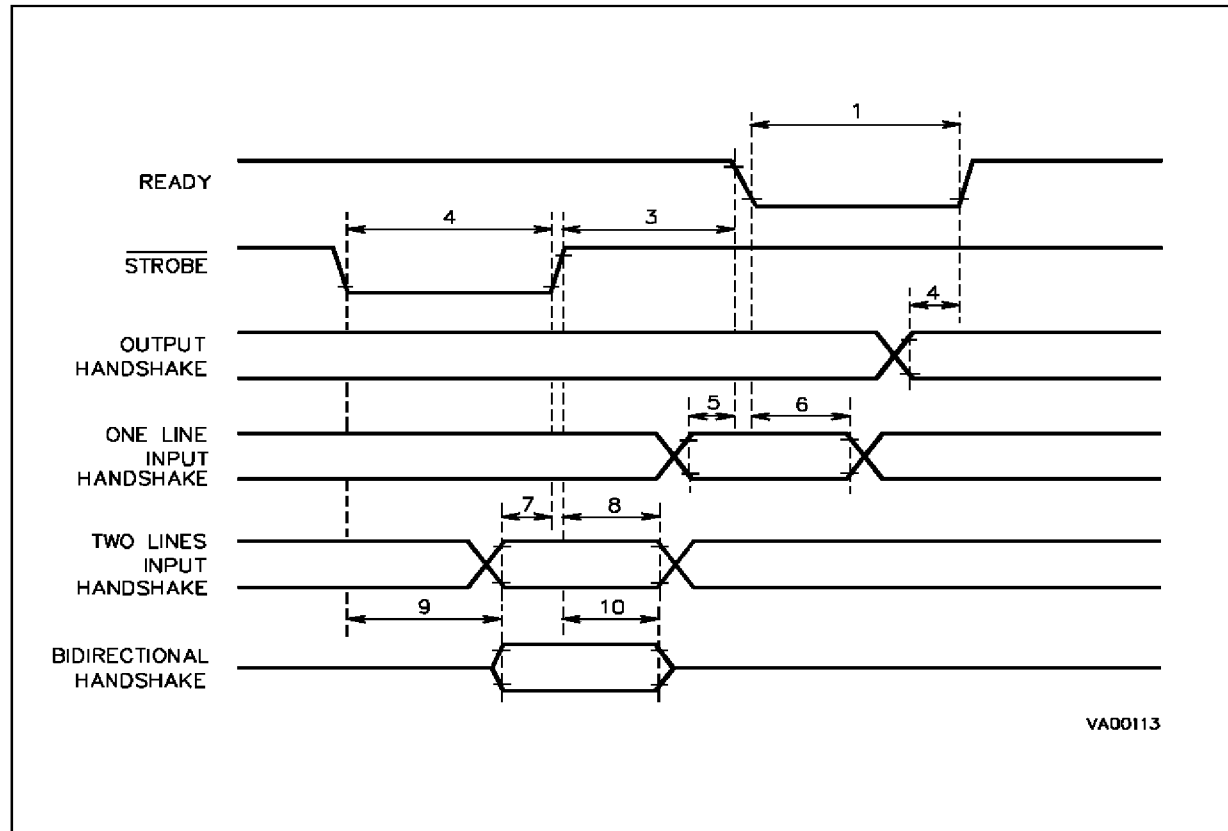 1
READY
4
3
STROBE
4
OUTPUT
HANDSHAKE
5
6
ONE LINE
INPUT
HANDSHAKE
7
8
TWO LINES
INPUT
HANDSHAKE
9
10
BIDIRECTIONAL
HANDSHAKE
VA00113